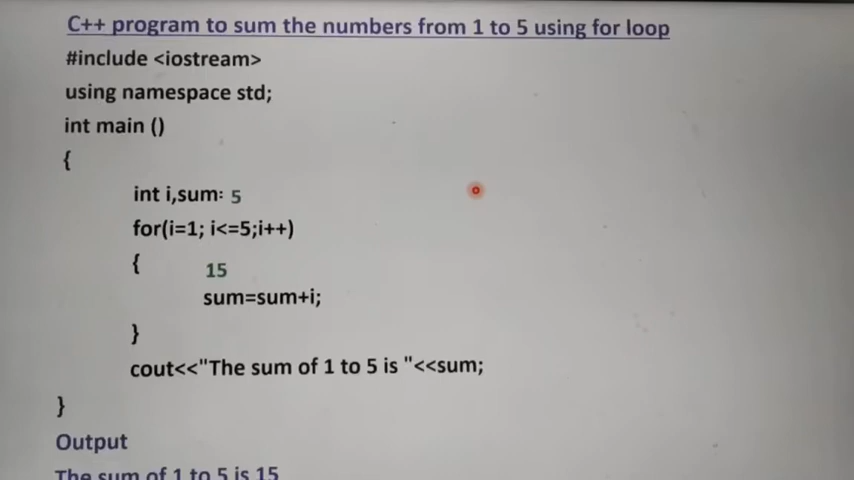 C++ program to sum the numbers from 1 to 5 using for loop
#include <iostream>
using namespace std;
int main ()
{
int i,sum: 5
for(i=1; i<=5;i++)
{ 15
sum=sum+i;
}
cout<<"The sum of 1 to 5 is "<<sum;
}
Output
The sum of 1 to 5 is 15